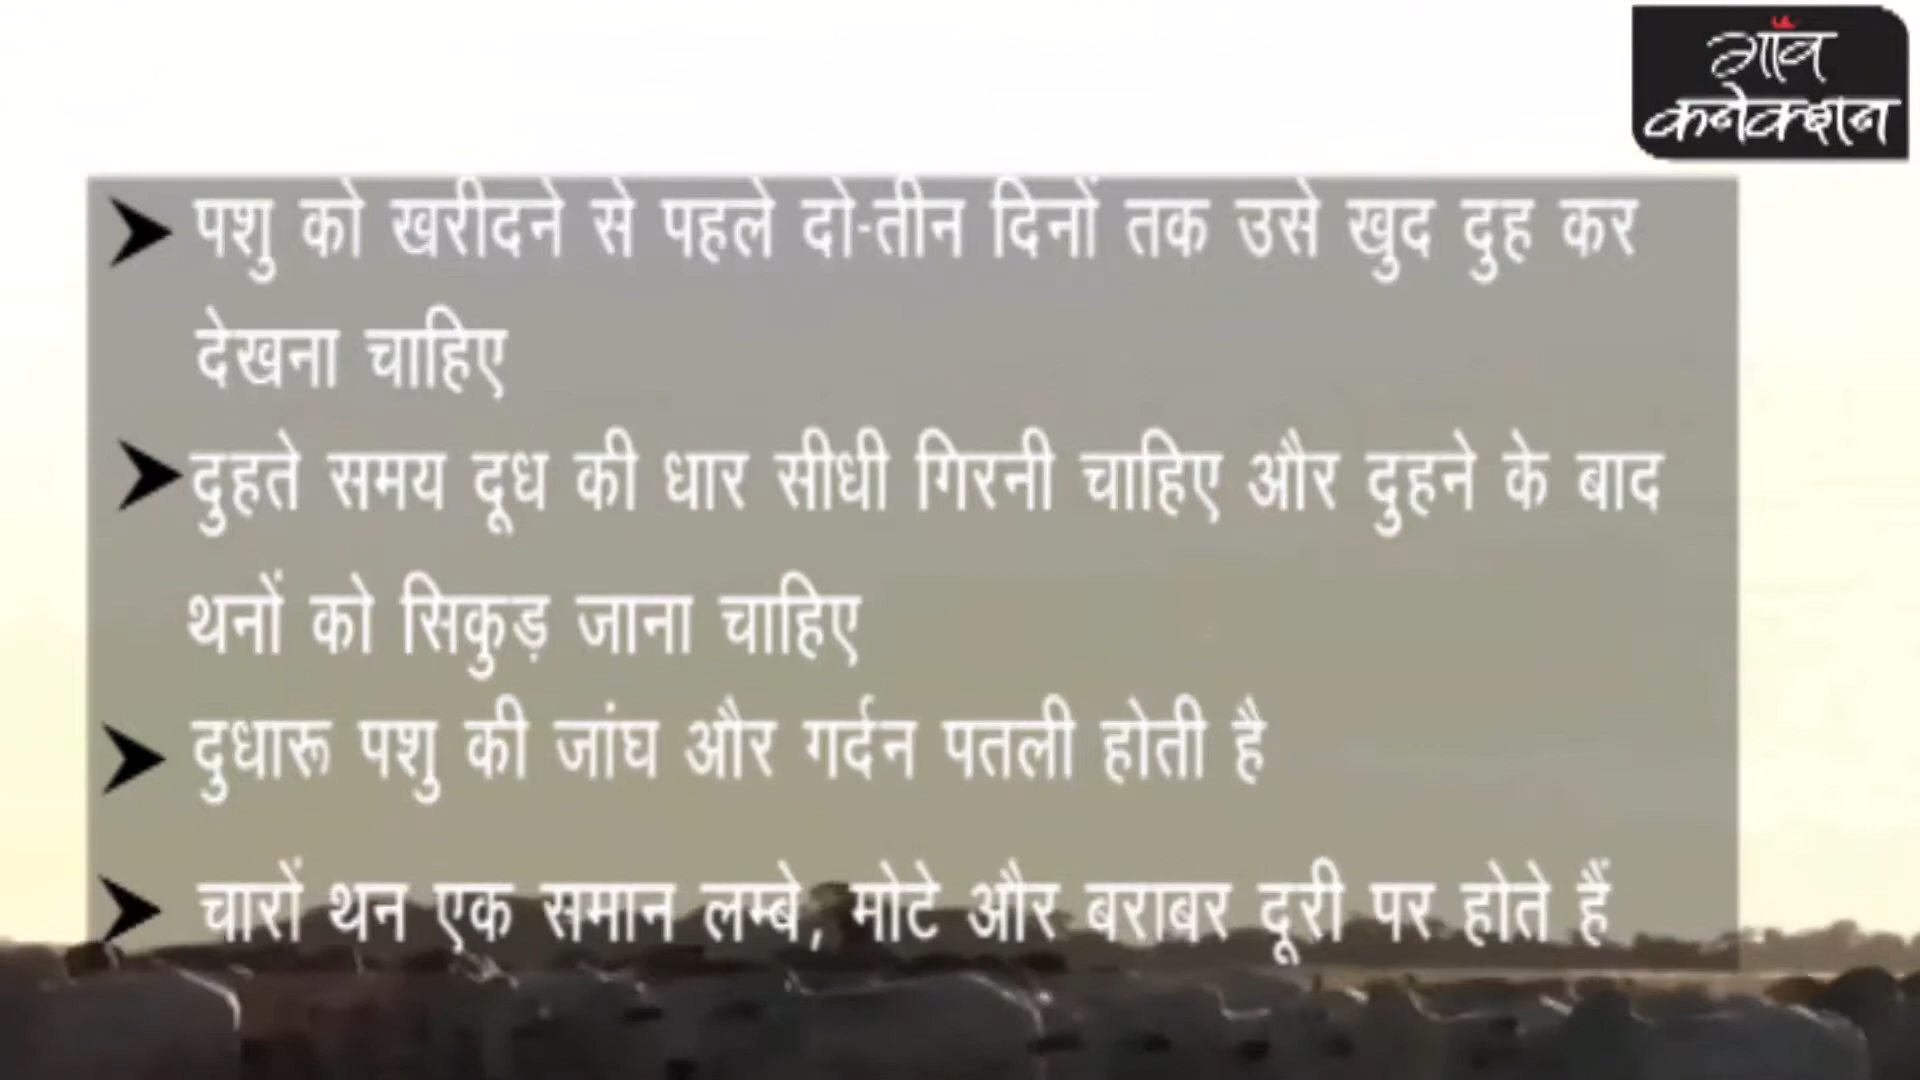 गाँव
कनेक्शन
पशु को खरीदने से पहले दो-तीन दिनों तक उसे खुद दुह कर
देखना चाहिए
दुहते समय दूध की धार सीधी गिरनी चाहिए और दुहने के बाद
थनों को सिकुड़ जाना चाहिए
दुधारू पशु की जांघ और गर्दन पतली होती है
चारों थन एक समान लम्बे, मोटे और बराबर दूरी पर होते हैं